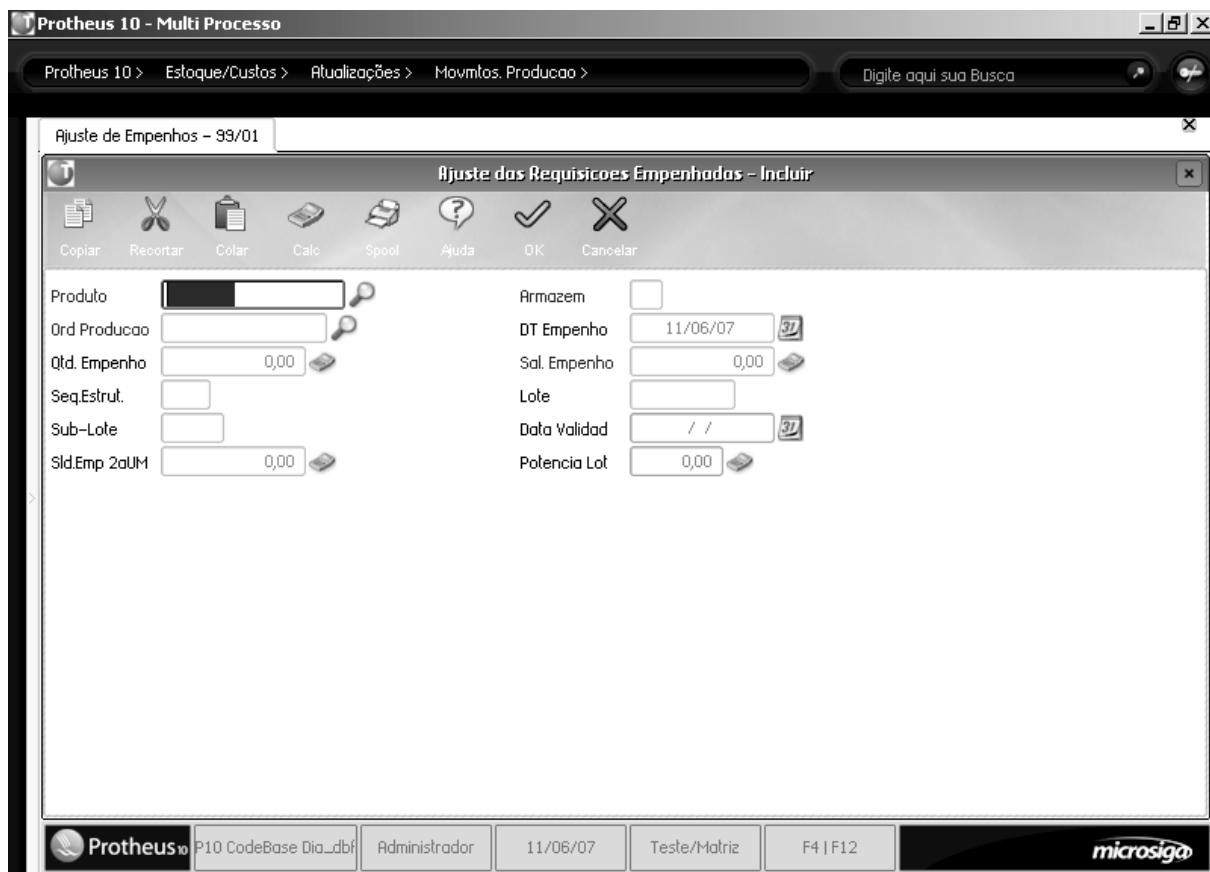 Protheus 10 - Multi Processo
Protheus 10 > Estoque/Custos > Atualizações > Movmtos. Producao > Digite aqui sua Busca
Ajuste de Empenhos – 99/01
Ajuste das Requisicoes Empenhadas – Incluir
Copiar Recortar Colar Calc Spool Ajuda OK Cancelar
Produto Armazem
Ord Producao DT Empenho 11/06/07
Qtd. Empenho 0,00 Sal. Empenho 0,00
Seq.Estrut. Lote
Sub-Lote Data Validad / /
Sld.Emp 2aUM 0,00 Potencia Lot 0,00
Protheus 10 P10 CodeBase Dia_dbf Administrador 11/06/07 Teste/Matriz F4 | F12 microsiga